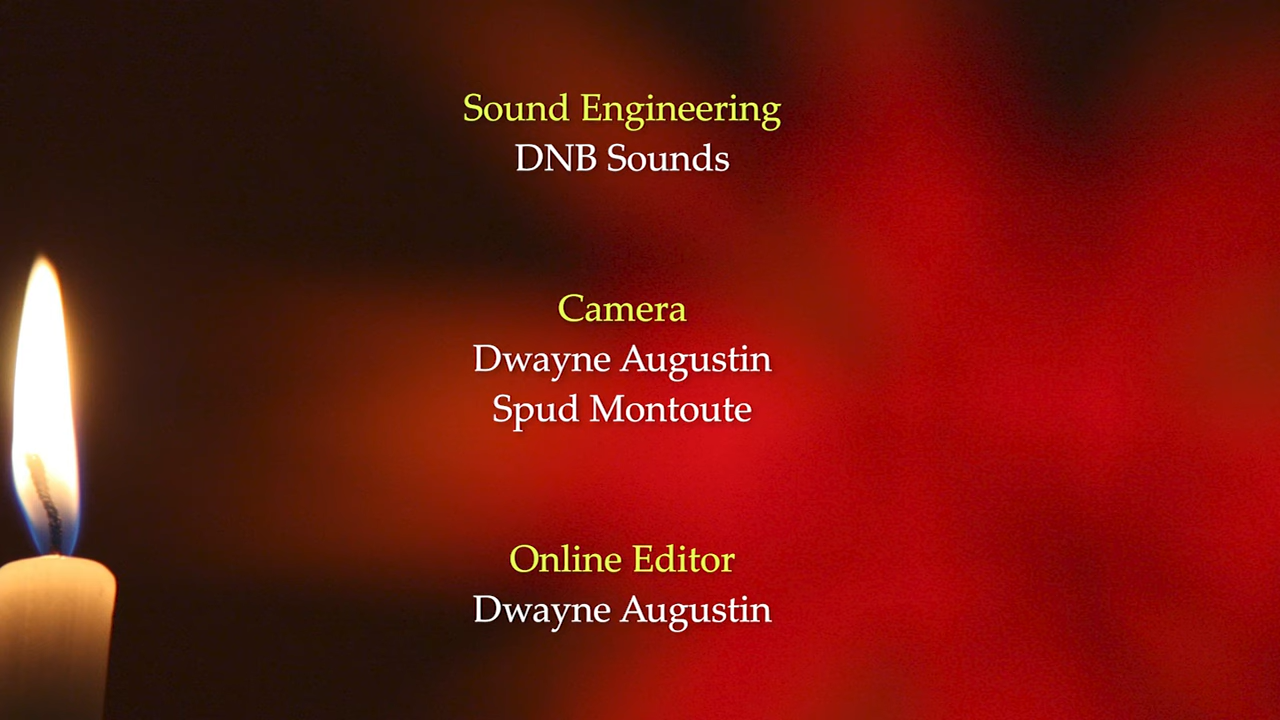 Sound Engineering
DNB Sounds
Camera
Dwayne Augustin
Spud Montoute
Online Editor
Dwayne Augustin